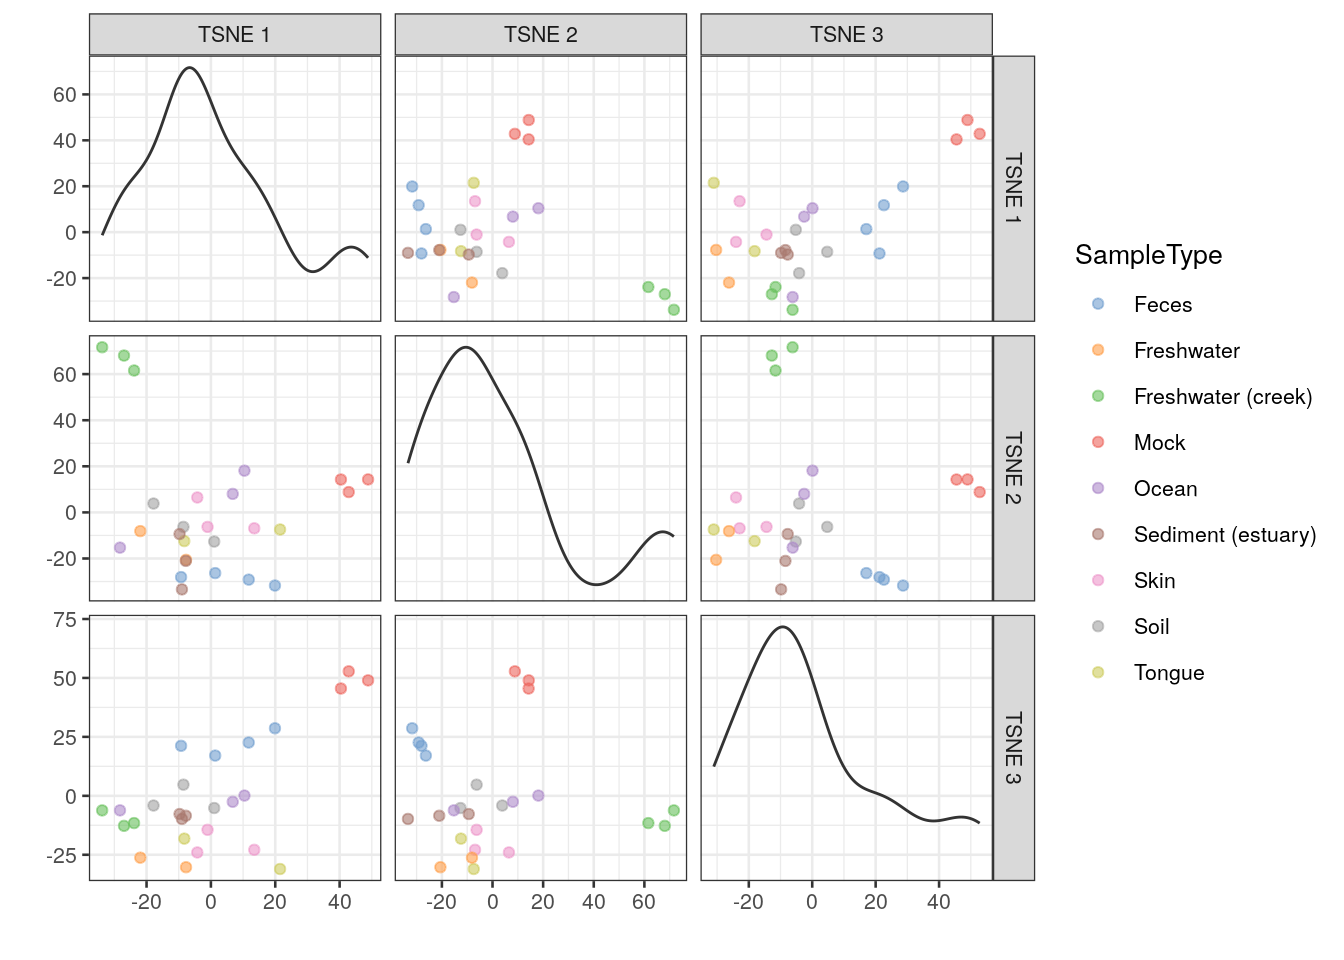 TSNE 1
TSNE 2
TSNE 3
60
40
20
0
-20
TSNE 1
60
40
20
0
-20
TSNE 2
75
50
25
0
-25
TSNE 3
-20 0 20 40
-20 0 20 40 60
-20 0 20 40
SampleType
Feces
Freshwater
Freshwater (creek)
Mock
Ocean
Sediment (estuary)
Skin
Soil
Tongue